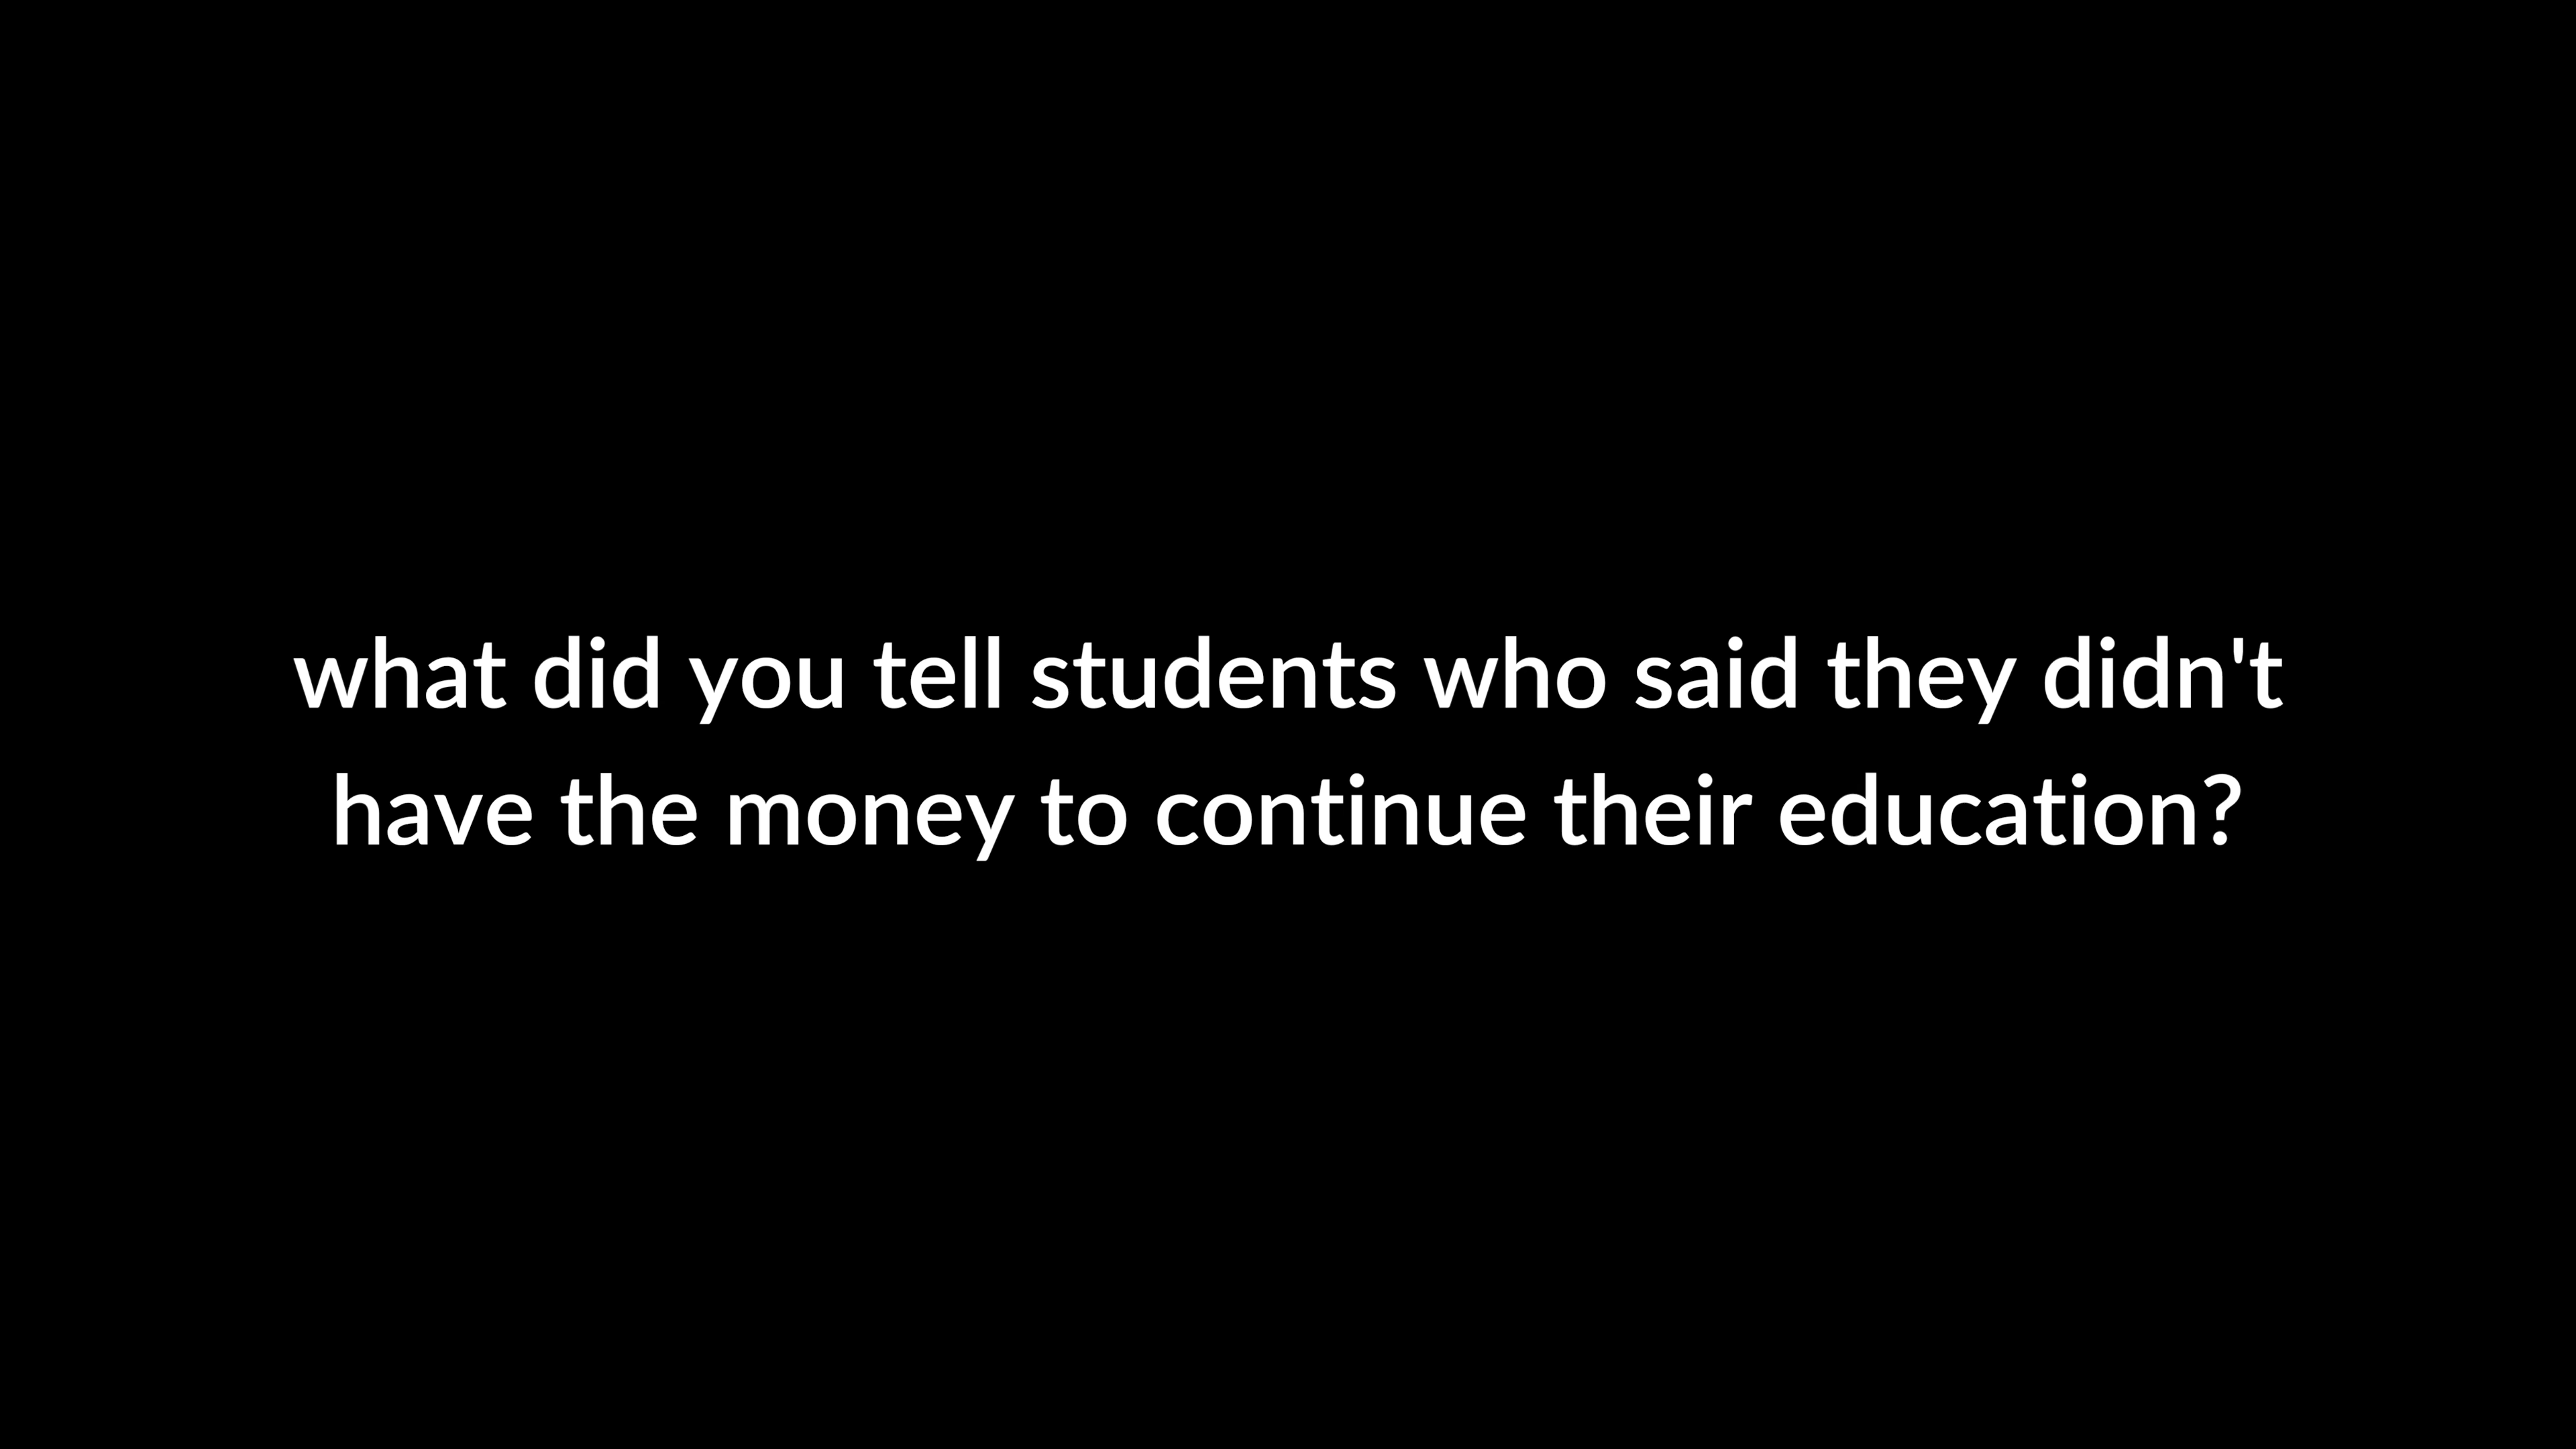 what did you tell students who said they didn't
have the money to continue their education?